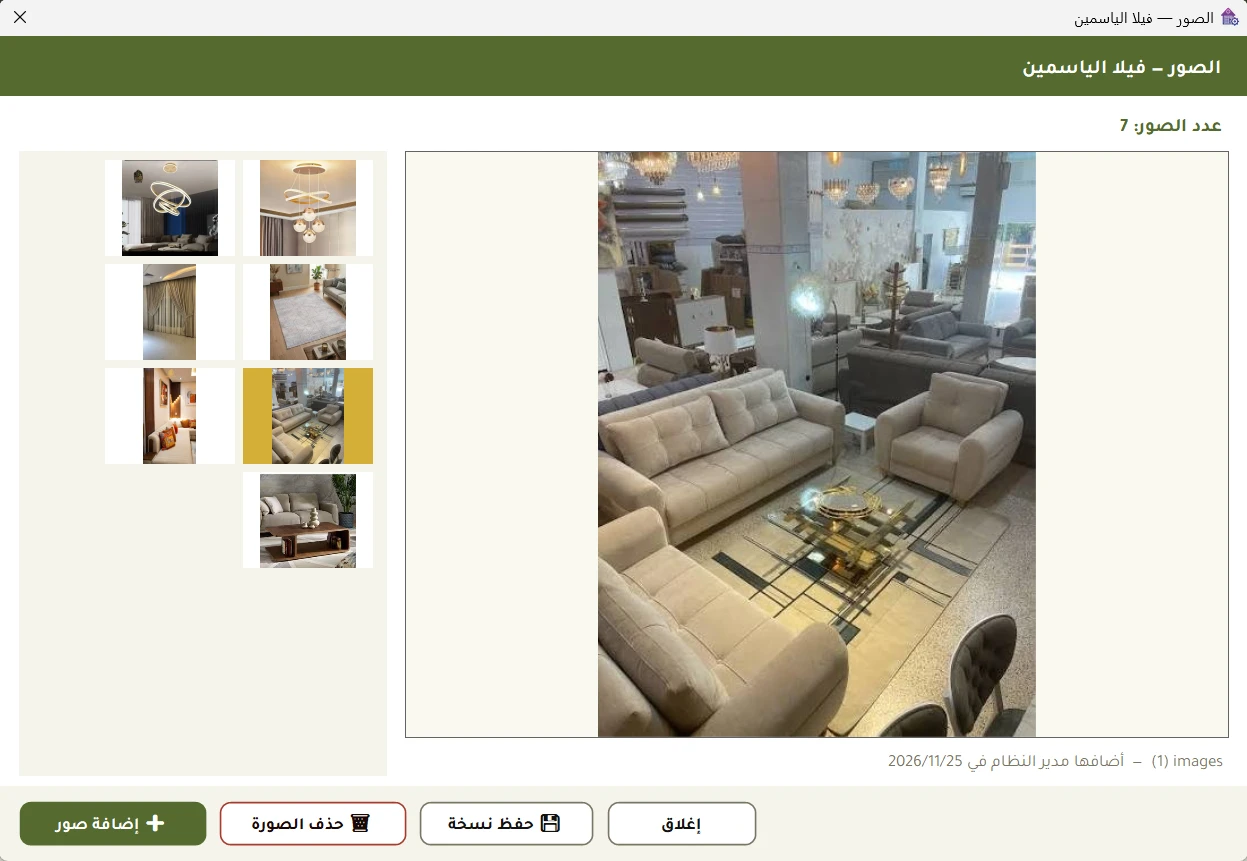 الصور — فيلا الياسمين
الصور – فيلا الياسمين
عدد الصور: 7
images (1) – أضافها مدير النظام في 2026/11/25
إغلاق
حفظ نسخة
حذف الصورة
إضافة صور